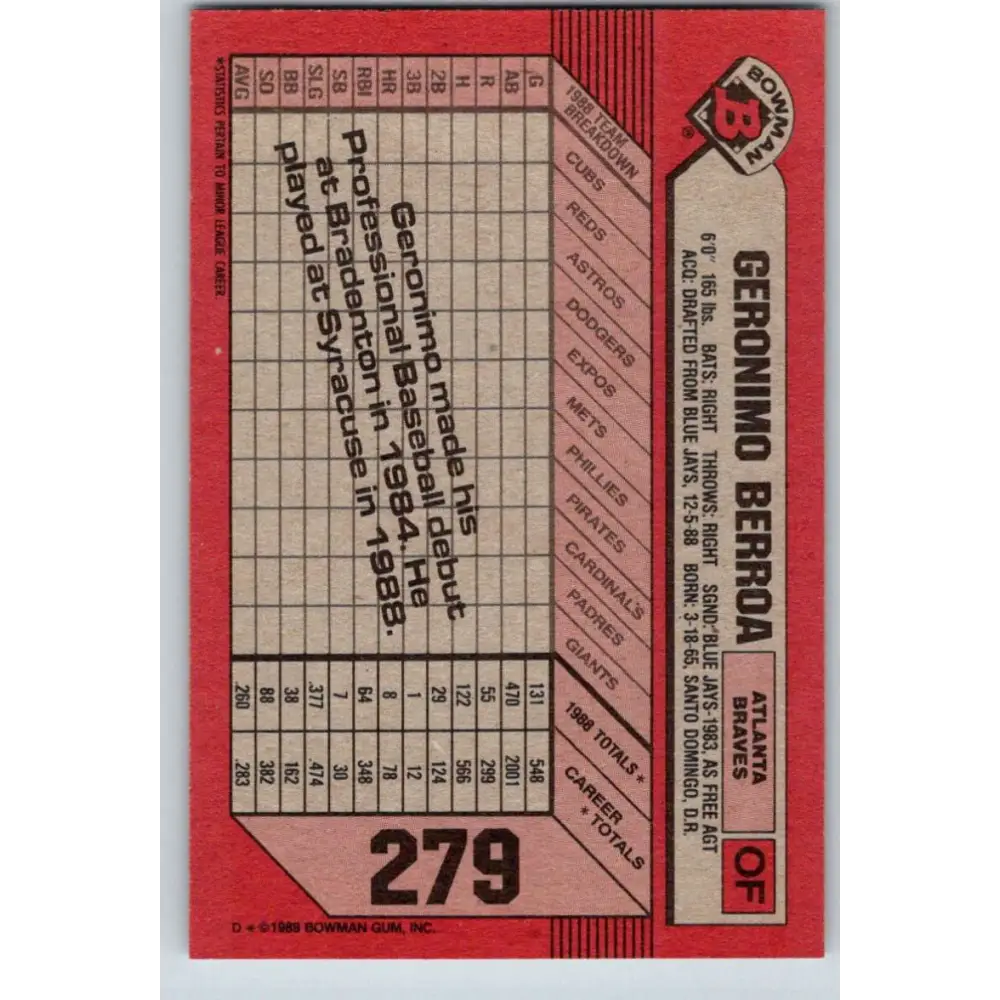 BOWMAN
B
®
GERONIMO BERROA
ATLANTA
BRAVES
OF
6'0" 165 lbs. BATS: RIGHT THROWS: RIGHT SGND: BLUE JAYS-1983, AS FREE AGT
ACQ: DRAFTED FROM BLUE JAYS, 12-5-88 BORN: 3-18-65, SANTO DOMINGO, D.R.
1988 TEAM
BREAKDOWN
CUBS
REDS
ASTROS
DODGERS
EXPOS
METS
PHILLIES
PIRATES
CARDINALS
PADRES
GIANTS
1988 TOTALS *
CAREER
* TOTALS
G 131 548
AB 470 2001
R 55 299
H 122 566
2B 29 124
3B 1 12
HR 8 78
RBI 64 348
SB 7 30
SLG .377 .474
BB 38 162
SO 88 382
AVG .260 .283
Geronimo made his
Professional Baseball debut
at Bradenton in 1984. He
played at Syracuse in 1988.
*STATISTICS PERTAIN TO MINOR LEAGUE CAREER.
279
D * ©1989 BOWMAN GUM, INC.